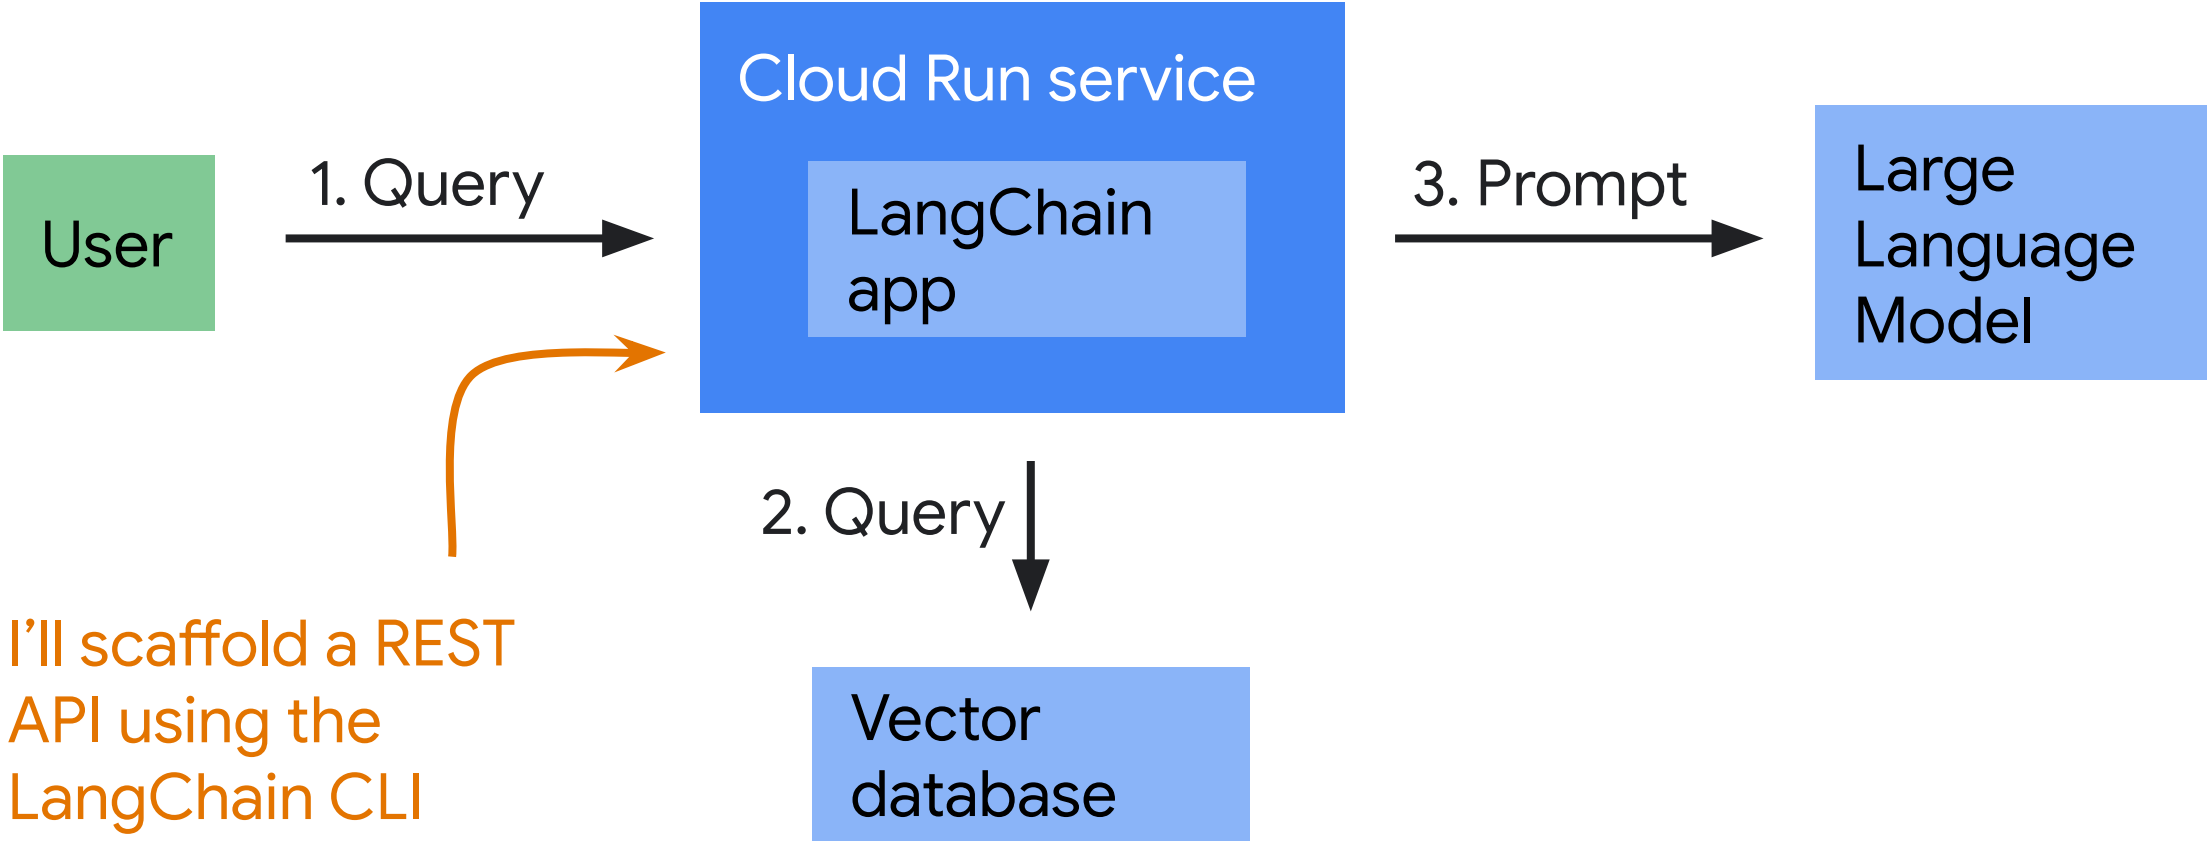 Cloud Run service
User
1. Query
LangChain
app
3. Prompt
Large
Language
Model
2. Query
I’ll scaffold a REST
API using the
LangChain CLI
Vector
database